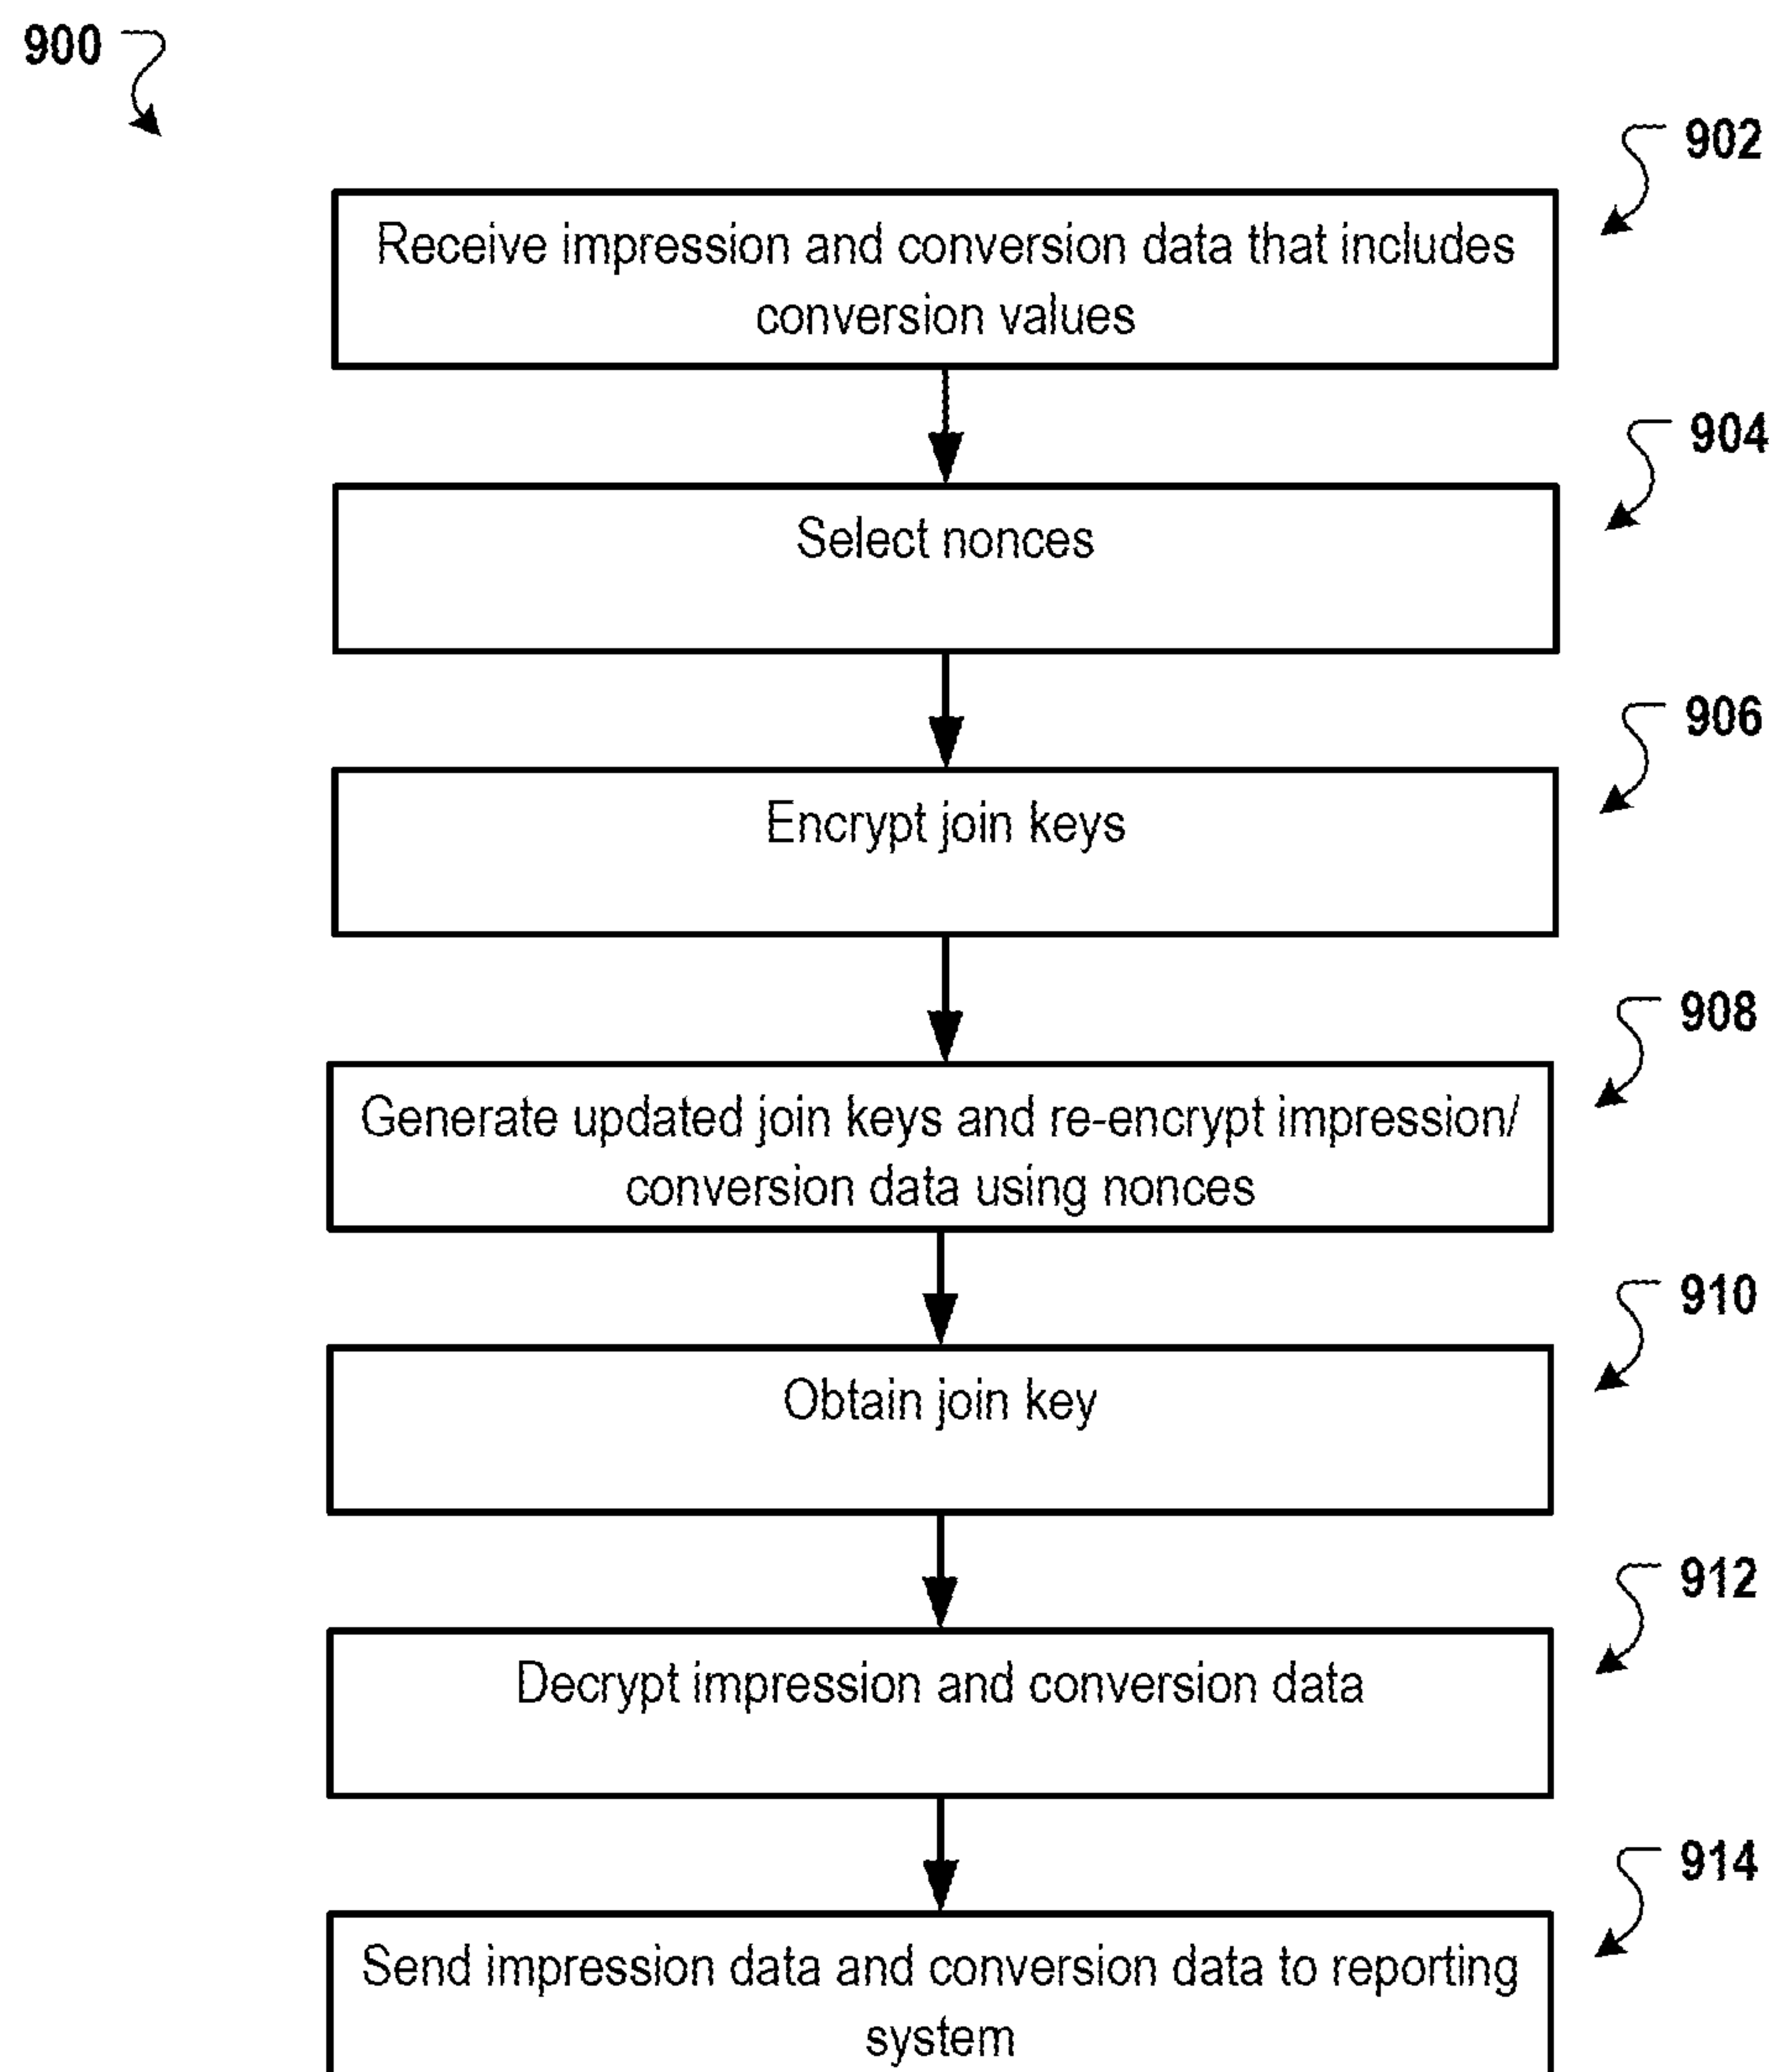 900
902
Receive impression and conversion data that includes
conversion values
904
Select nonces
906
Encrypt join keys
908
Generate updated join keys and re-encrypt impression/
conversion data using nonces
910
Obtain join key
912
Decrypt impression and conversion data
914
Send impression data and conversion data to reporting
system